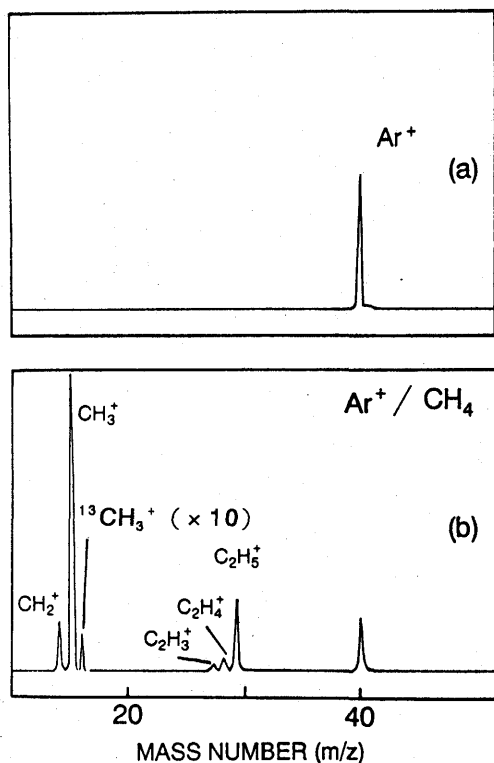 Ar⁺
(a)
Ar⁺ / CH₄
CH₃⁺
¹³CH₃⁺ ( × 10)
(b)
C₂H₅⁺
CH₂⁺
C₂H₄⁺
C₂H₃⁺
20 40
MASS NUMBER (m/z)